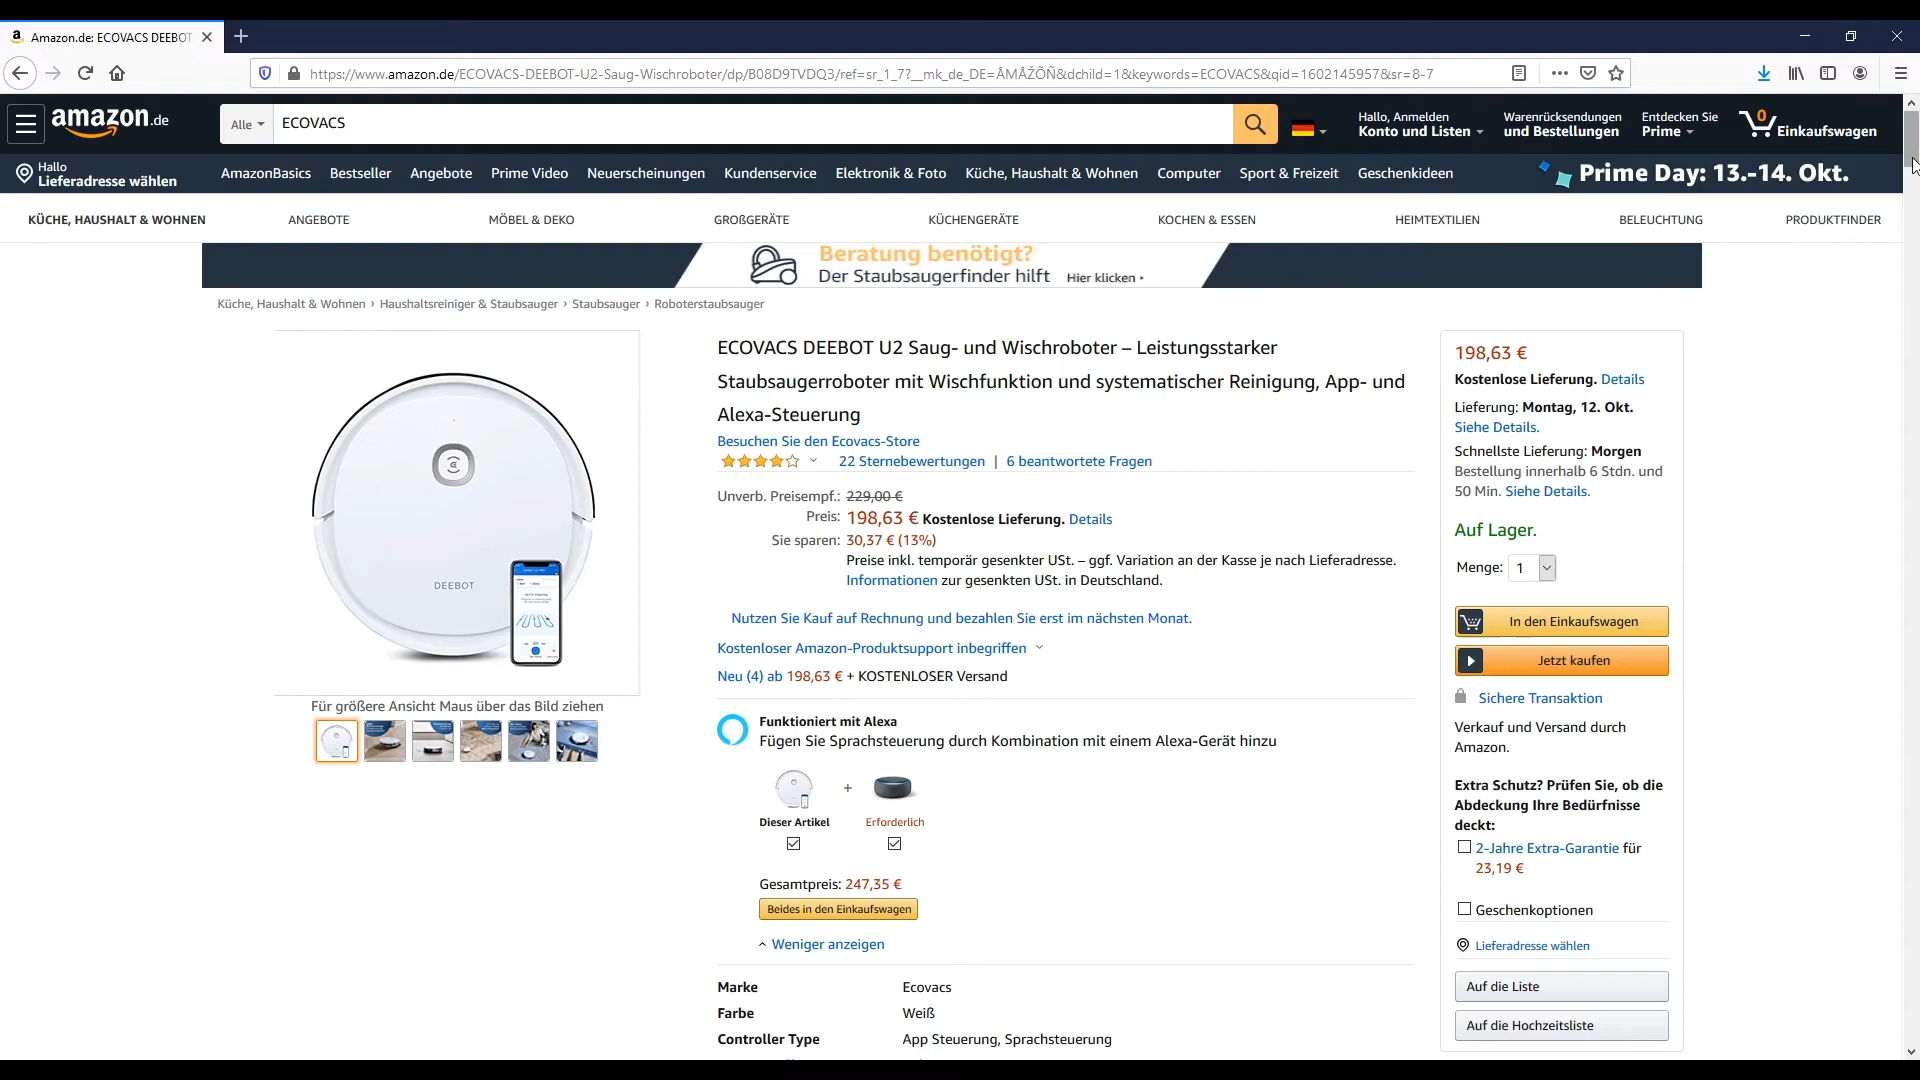 Amazon.de: ECOVACS DEEBOT
https://www.amazon.de/ECOVACS-DEEBOT-U2-Saug-Wischroboter/dp/B08D9TVDQ3/ref=sr_1_7?__mk_de_DE=ÅMÅŽÕÑ&dchild=1&keywords=ECOVACS&qid=1602145957&sr=8-7
amazon.de
Alle
ECOVACS
Hallo, Anmelden
Konto und Listen
Warenrücksendungen
und Bestellungen
Entdecken Sie
Prime
0
Einkaufswagen
Hallo
Lieferadresse wählen
AmazonBasics Bestseller Angebote Prime Video Neuerscheinungen Kundenservice Elektronik & Foto Küche, Haushalt & Wohnen Computer Sport & Freizeit Geschenkideen
Prime Day: 13.-14. Okt.
KÜCHE, HAUSHALT & WOHNEN ANGEBOTE MÖBEL & DEKO GROßGERÄTE KÜCHENGERÄTE KOCHEN & ESSEN HEIMTEXTILIEN BELEUCHTUNG PRODUKTFINDER
Beratung benötigt?
Der Staubsaugerfinder hilft Hier klicken
Küche, Haushalt & Wohnen › Haushaltsreiniger & Staubsauger › Staubsauger › Roboterstaubsauger
DEEBOT
Für größere Ansicht Maus über das Bild ziehen
ECOVACS DEEBOT U2 Saug- und Wischroboter – Leistungsstarker
Staubsaugerroboter mit Wischfunktion und systematischer Reinigung, App- und
Alexa-Steuerung
Besuchen Sie den Ecovacs-Store
22 Sternebewertungen | 6 beantwortete Fragen
Unverb. Preisempf.: 229,00 €
Preis: 198,63 € Kostenlose Lieferung. Details
Sie sparen: 30,37 € (13%)
Preise inkl. temporär gesenkter USt. – ggf. Variation an der Kasse je nach Lieferadresse.
Informationen zur gesenkten USt. in Deutschland.
Nutzen Sie Kauf auf Rechnung und bezahlen Sie erst im nächsten Monat.
Kostenloser Amazon-Produktsupport inbegriffen
Neu (4) ab 198,63 € + KOSTENLOSER Versand
Funktioniert mit Alexa
Fügen Sie Sprachsteuerung durch Kombination mit einem Alexa-Gerät hinzu
+
Dieser Artikel Erforderlich
Gesamtpreis: 247,35 €
Beides in den Einkaufswagen
Weniger anzeigen
Marke Ecovacs
Farbe Weiß
Controller Type App Steuerung, Sprachsteuerung
198,63 €
Kostenlose Lieferung. Details
Lieferung: Montag, 12. Okt.
Siehe Details.
Schnellste Lieferung: Morgen
Bestellung innerhalb 6 Stdn. und
50 Min. Siehe Details.
Auf Lager.
Menge: 1
In den Einkaufswagen
Jetzt kaufen
Sichere Transaktion
Verkauf und Versand durch
Amazon.
Extra Schutz? Prüfen Sie, ob die
Abdeckung Ihre Bedürfnisse
deckt:
2-Jahre Extra-Garantie für
23,19 €
Geschenkoptionen
Lieferadresse wählen
Auf die Liste
Auf die Hochzeitsliste